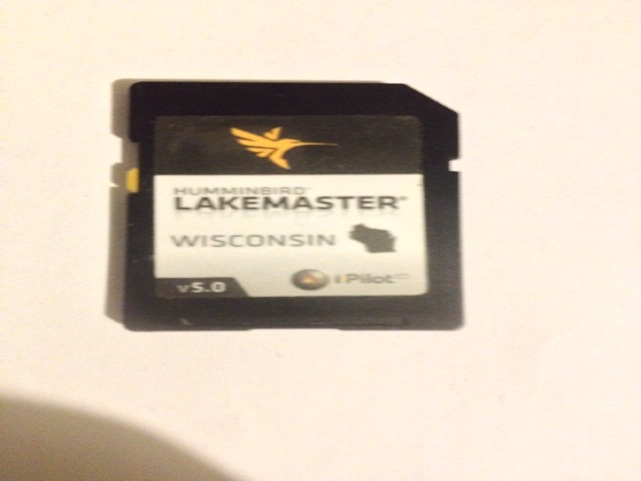 HUMMINBIRD
LAKEMASTER®
WISCONSIN
v5.0
i Pilot